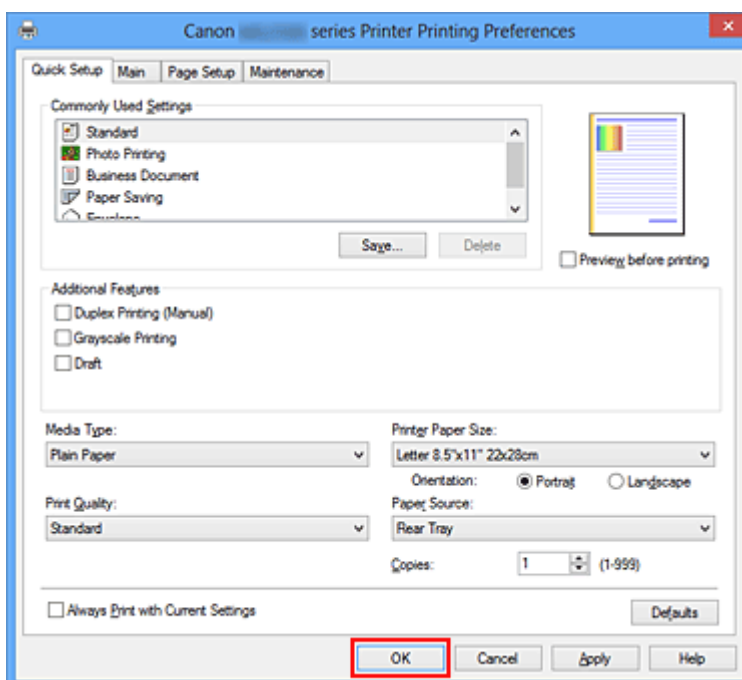 Canon series Printer Printing Preferences
Quick Setup Main Page Setup Maintenance
Commonly Used Settings
Standard
Photo Printing
Business Document
Paper Saving
Envelope
Save... Delete
Preview before printing
Additional Features
Duplex Printing (Manual)
Grayscale Printing
Draft
Media Type: Printer Paper Size:
Plain Paper Letter 8.5"x11" 22x28cm
Orientation: Portrait Landscape
Print Quality: Paper Source:
Standard Rear Tray
Copies: 1 (1-999)
Always Print with Current Settings Defaults
OK Cancel Apply Help